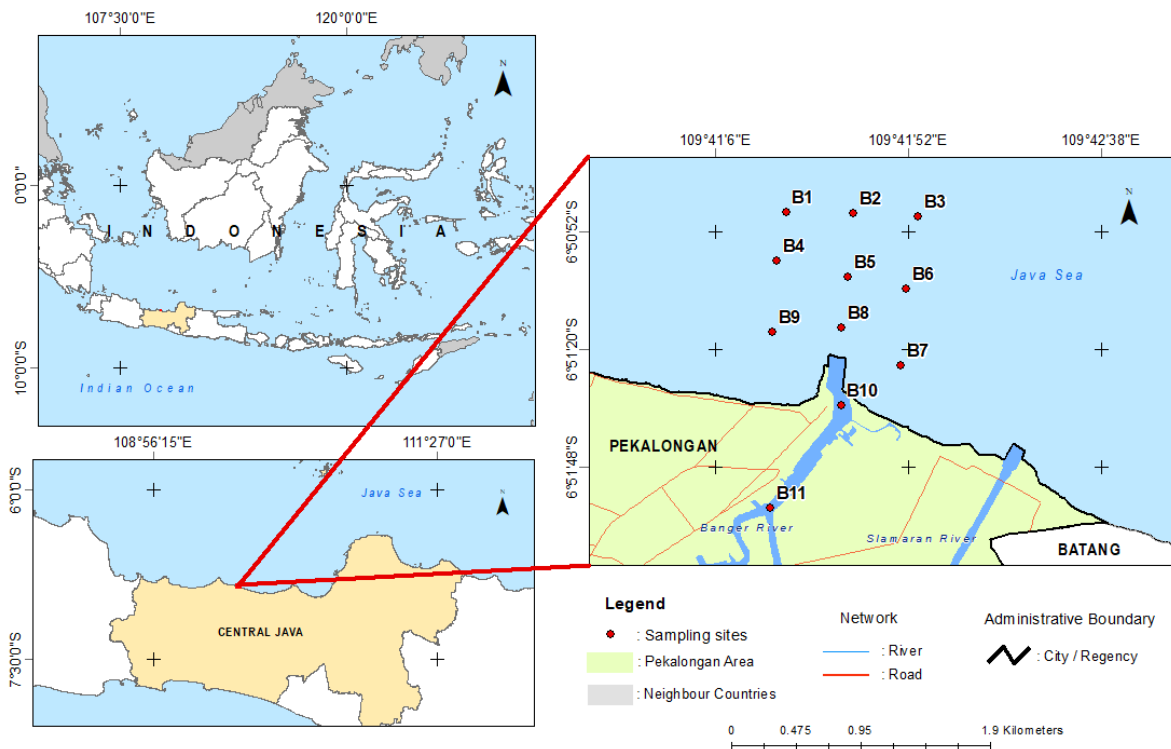 107°30'0"E
120°0'0"E
N
0°0'0"
I N D O N E S I A
10°0'0"S
Indian Ocean
108°56'15"E
111°27'0"E
6°0'0"S
Java Sea
N
CENTRAL JAVA
7°30'0"S
109°41'6"E
109°41'52"E
109°42'38"E
N
B1
B2
B3
6°50'52"S
B4
B5
B6
Java Sea
B9
B8
6°51'20"S
B7
B10
PEKALONGAN
6°51'48"S
B11
Banger River
Slamaran River
BATANG
Legend
: Sampling sites
: Pekalongan Area
: Neighbour Countries
Network
: River
: Road
Administrative Boundary
: City / Regency
0 0.475 0.95 1.9 Kilometers